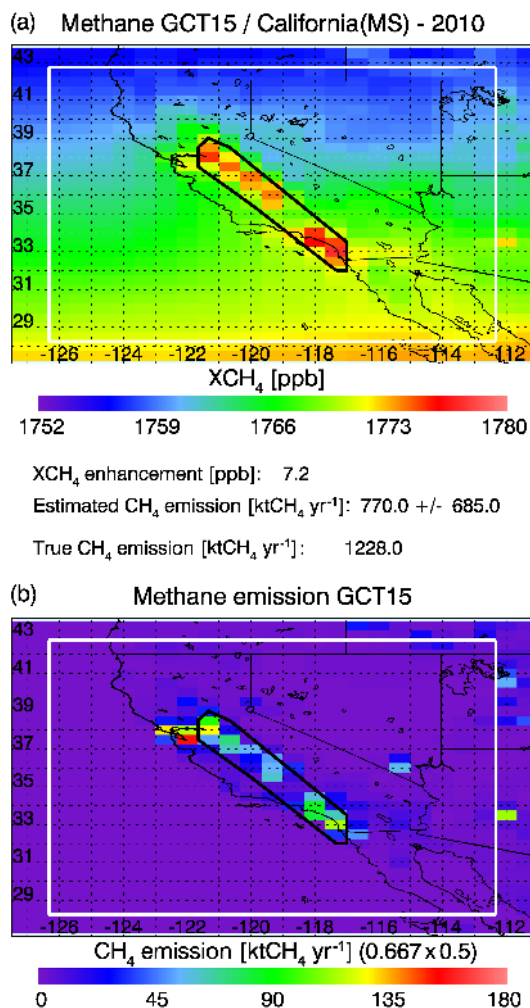 (a) Methane GCT15 / California(MS) - 2010
43
41
39
37
35
33
31
29
-126 -124 -122 -120 -118 -116 -114 -112
XCH₄ [ppb]
1752 1759 1766 1773 1780
XCH₄ enhancement [ppb]: 7.2
Estimated CH₄ emission [ktCH₄ yr⁻¹]: 770.0 +/- 685.0
True CH₄ emission [ktCH₄ yr⁻¹] : 1228.0
(b) Methane emission GCT15
43
41
39
37
35
33
31
29
-126 -124 -122 -120 -118 -116 -114 -112
CH₄ emission [ktCH₄ yr⁻¹] (0.667 x 0.5)
0 45 90 135 180